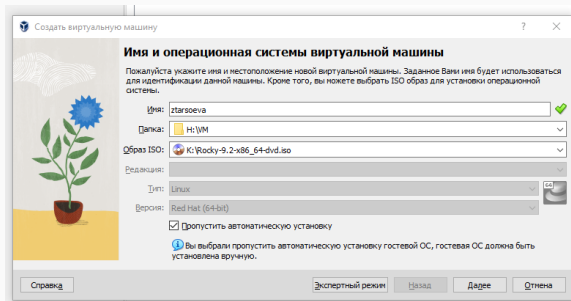 Создать виртуальную машину
Имя и операционная системы виртуальной машины
Пожалуйста укажите имя и местоположение новой виртуальной машины. Заданное Вами имя будет использоваться
для идентификации данной машины. Кроме того, вы можете выбрать ISO образ для установки операционной
системы.
Имя: ztarsoeva
Папка: H:\VM
Образ ISO: K:\Rocky-9.2-x86_64-dvd.iso
Редакция:
Тип: Linux
64
Версия: Red Hat (64-bit)
Пропустить автоматическую установку
Вы выбрали пропустить автоматическую установку гостевой ОС, гостевая ОС должна быть
установлена вручную.
Справка Экспертный режим Назад Далее Отмена